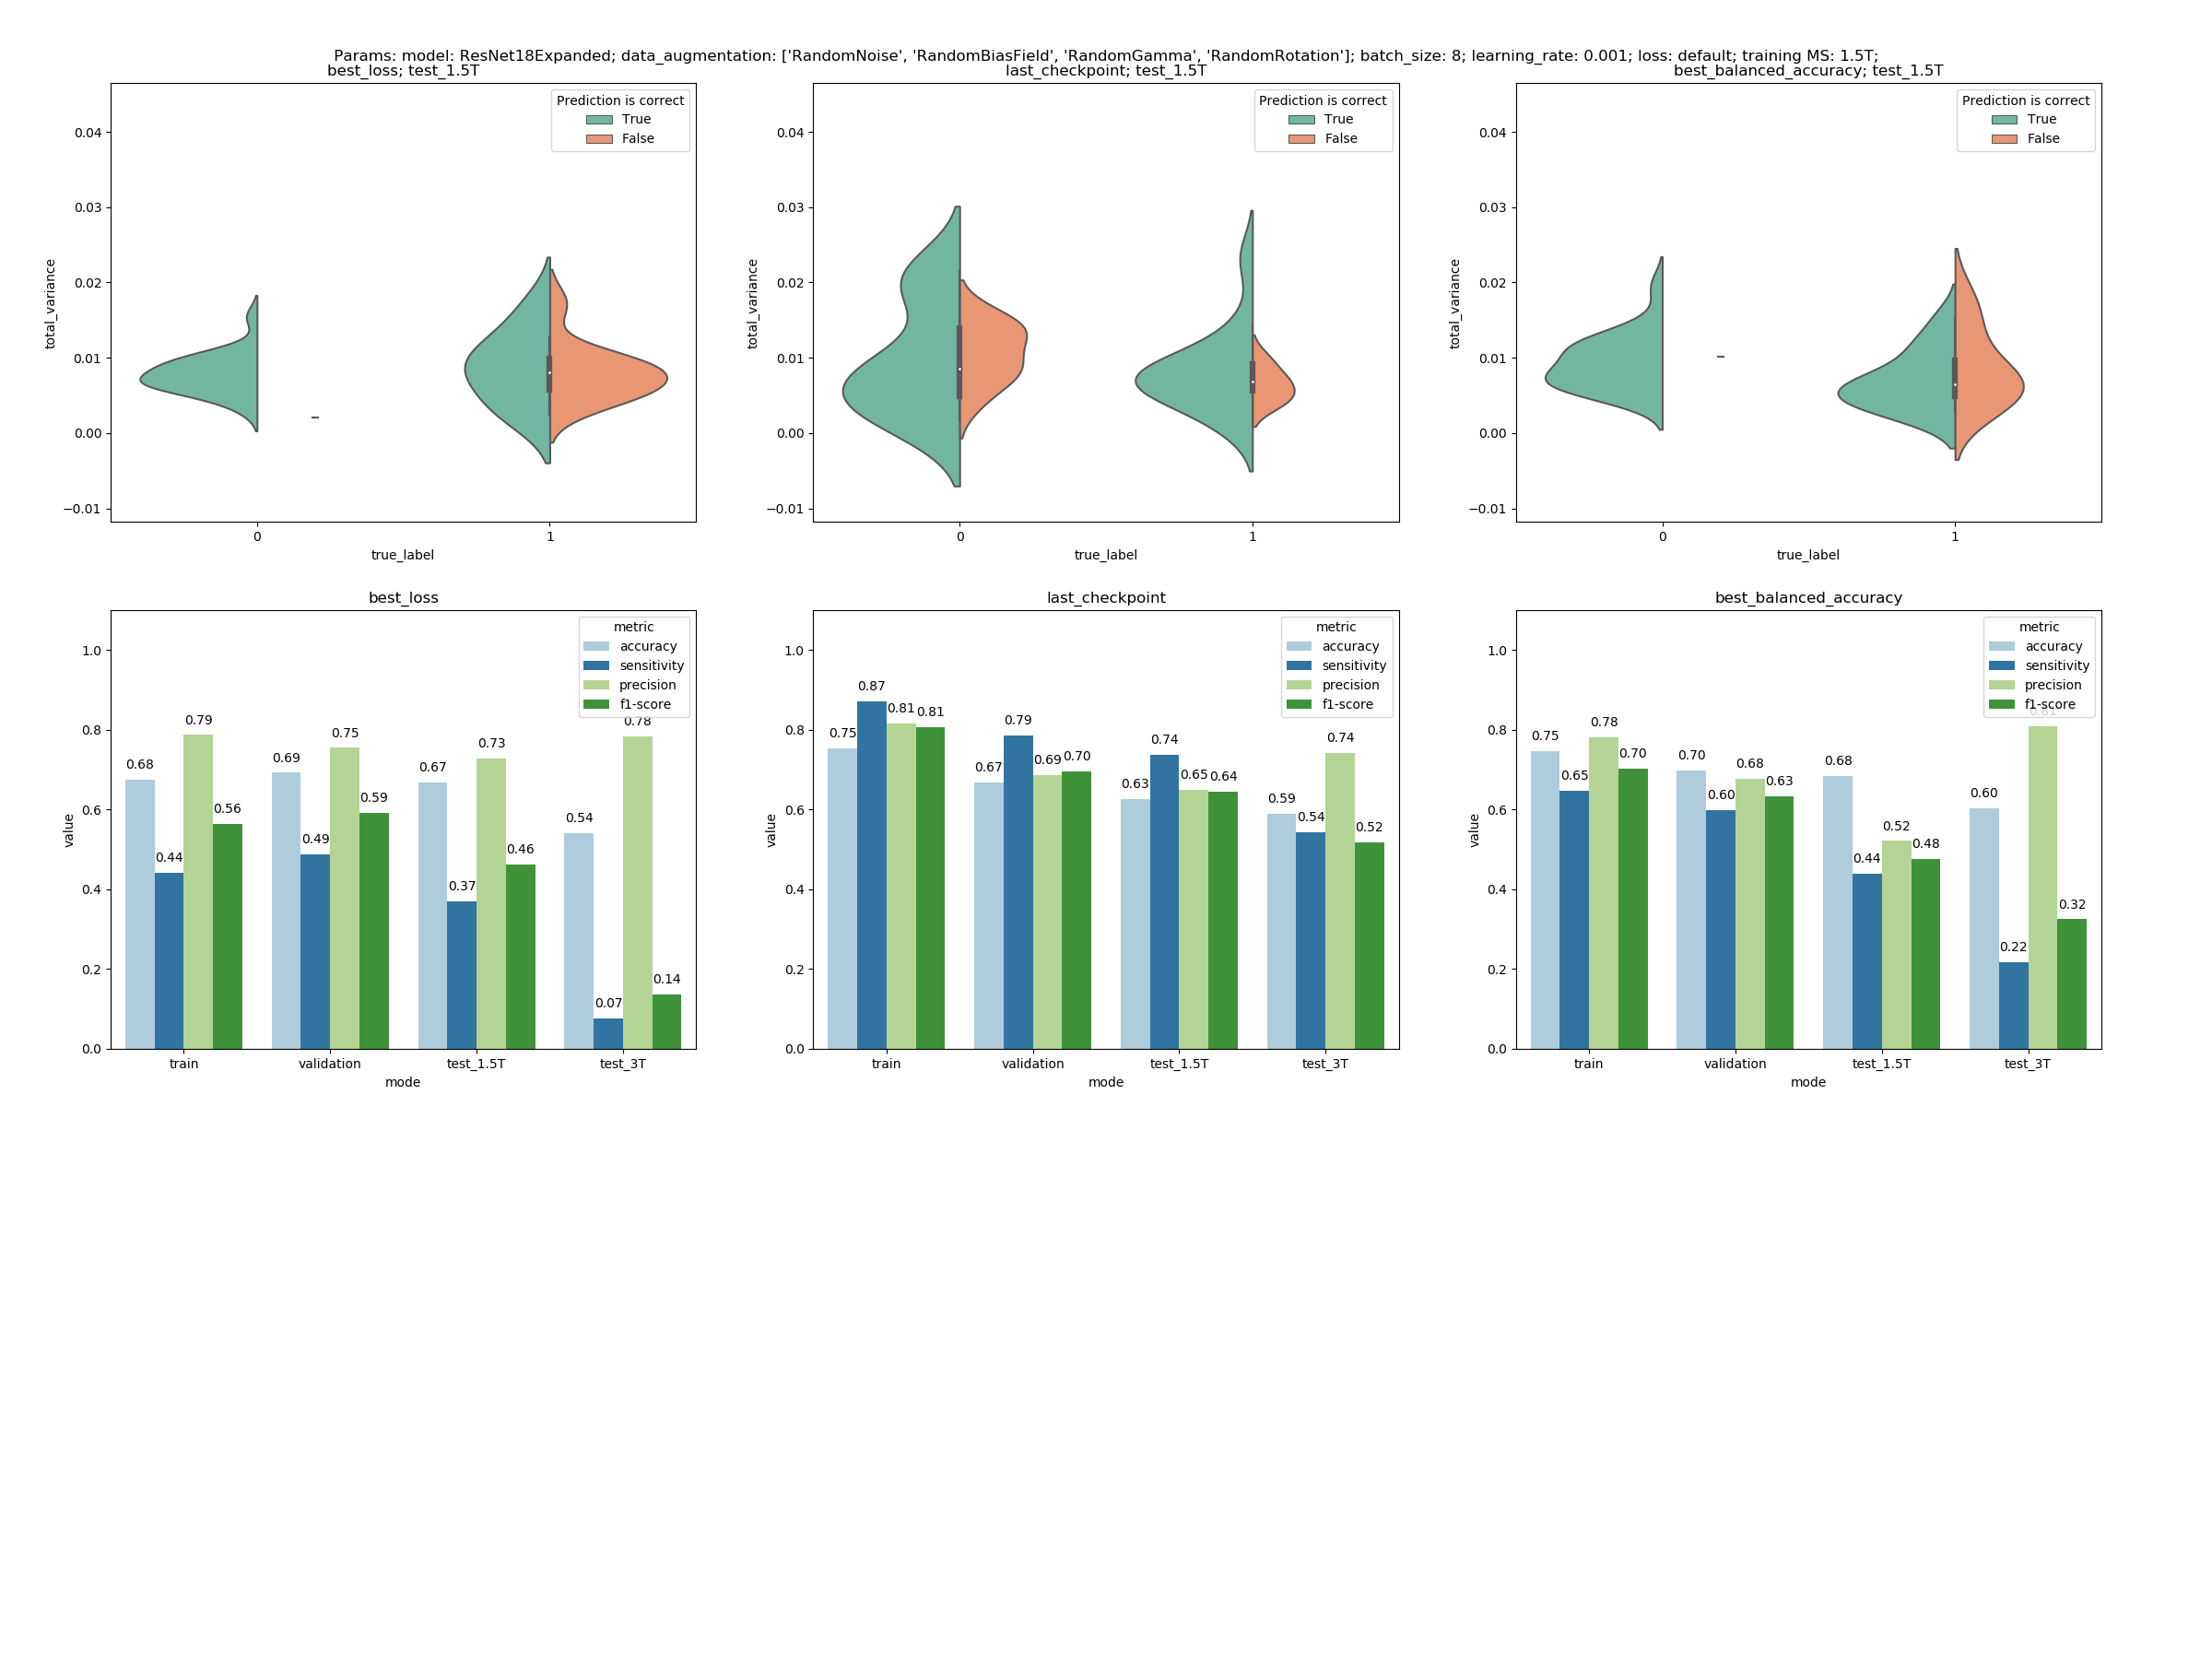 Params: model: ResNet18Expanded; data_augmentation: ['RandomNoise', 'RandomBiasField', 'RandomGamma', 'RandomRotation']; batch_size: 8; learning_rate: 0.001; loss: default; training MS: 1.5T;
best_loss; test_1.5T
Prediction is correct
True
False
0.04
0.03
0.02
0.01
0.00
−0.01
total_variance
0
1
true_label
last_checkpoint; test_1.5T
Prediction is correct
True
False
0.04
0.03
0.02
0.01
0.00
−0.01
total_variance
0
1
true_label
best_balanced_accuracy; test_1.5T
Prediction is correct
True
False
0.04
0.03
0.02
0.01
0.00
−0.01
total_variance
0
1
true_label
best_loss
metric
accuracy
sensitivity
precision
f1-score
1.0
0.8
0.6
0.4
0.2
0.0
value
0.68
0.44
0.79
0.56
0.69
0.49
0.75
0.59
0.67
0.37
0.73
0.46
0.54
0.07
0.78
0.14
train
validation
test_1.5T
test_3T
mode
last_checkpoint
metric
accuracy
sensitivity
precision
f1-score
1.0
0.8
0.6
0.4
0.2
0.0
value
0.75
0.87
0.81
0.81
0.67
0.79
0.69
0.70
0.63
0.74
0.65
0.64
0.59
0.54
0.74
0.52
train
validation
test_1.5T
test_3T
mode
best_balanced_accuracy
metric
accuracy
sensitivity
precision
f1-score
1.0
0.8
0.6
0.4
0.2
0.0
value
0.75
0.65
0.78
0.70
0.70
0.60
0.68
0.63
0.68
0.44
0.52
0.48
0.60
0.22
0.81
0.32
train
validation
test_1.5T
test_3T
mode